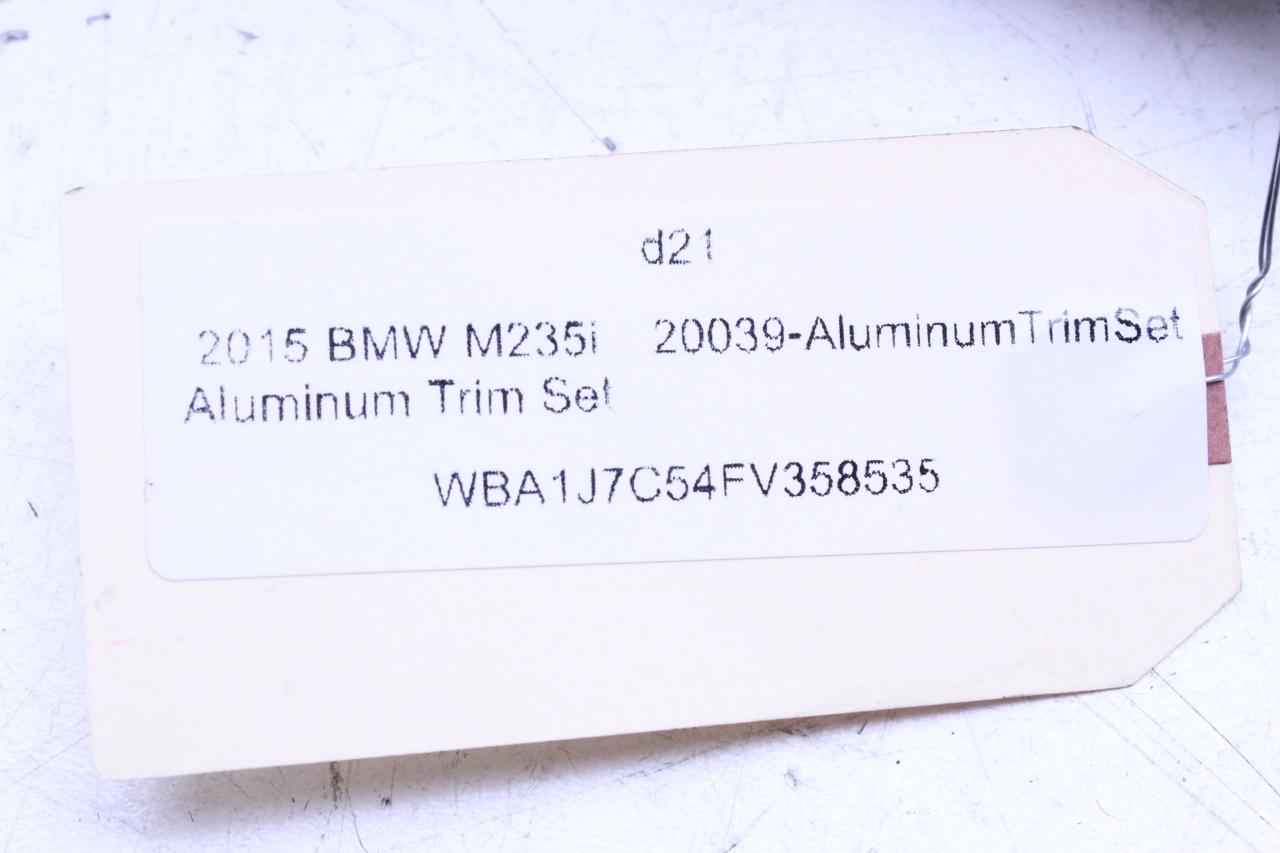 d21
2015 BMW M235i 20039-AluminumTrimSet
Aluminum Trim Set
WBA1J7C54FV358535